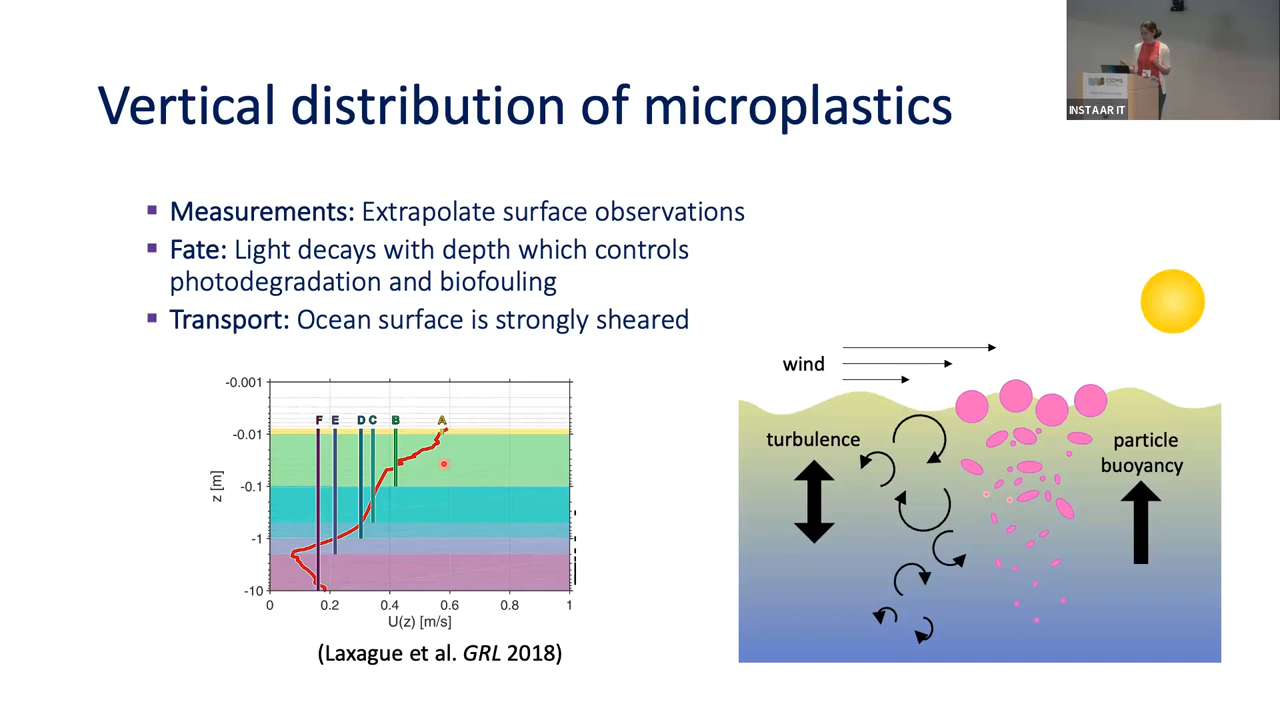 Vertical distribution of microplastics
INSTAAR IT
▪ Measurements: Extrapolate surface observations
▪ Fate: Light decays with depth which controls
photodegradation and biofouling
▪ Transport: Ocean surface is strongly sheared
-0.001
-0.01
-0.1
-1
-10
z [m]
F E D C B A
0 0.2 0.4 0.6 0.8 1
U(z) [m/s]
(Laxague et al. GRL 2018)
wind
turbulence
particle
buoyancy